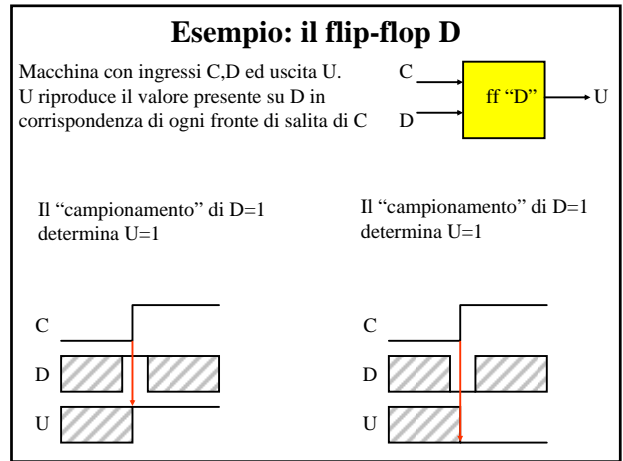 Esempio: il flip-flop D
Macchina con ingressi C,D ed uscita U.
U riproduce il valore presente su D in
corrispondenza di ogni fronte di salita di C
C
D
ff “D”
U
Il “campionamento” di D=1
determina U=1
Il “campionamento” di D=1
determina U=1
C
D
U
C
D
U